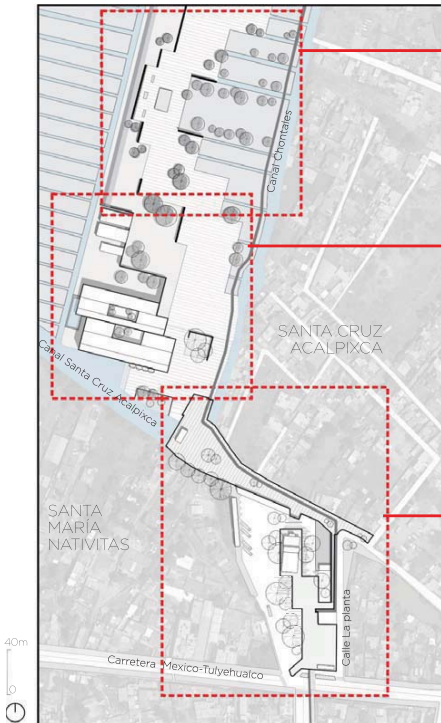 Canal Chontales
SANTA CRUZ
ACALPIXCA
Canal Santa Cruz Acalpixca
SANTA
MARÍA
NATIVITAS
Calle La planta
40m
0
Carretera Mexico-Tulyehualco